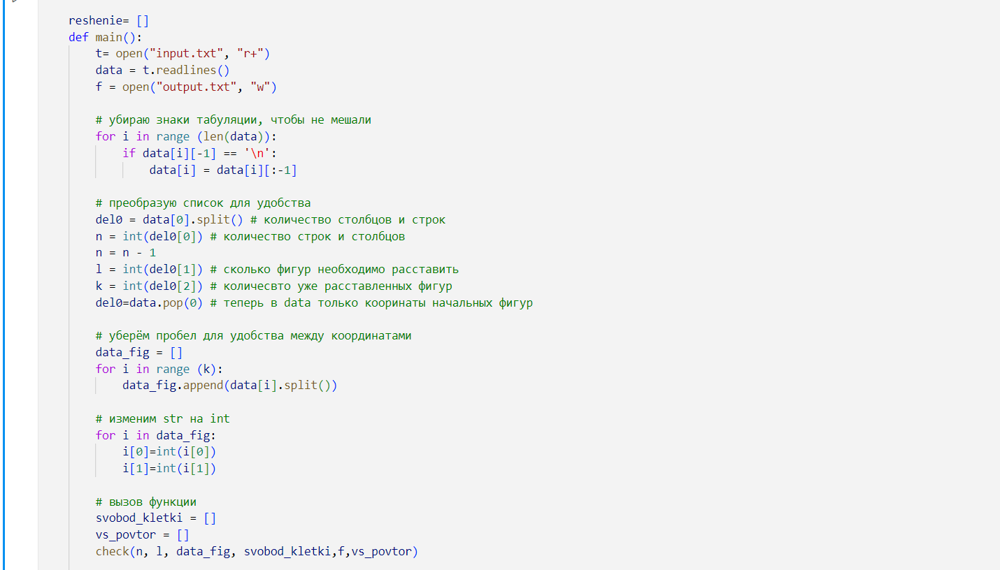 reshenie= []
def main():
    t= open("input.txt", "r+")
    data = t.readlines()
    f = open("output.txt", "w")
    # убираю знаки табуляции, чтобы не мешали
    for i in range (len(data)):
        if data[i][-1] == '\n':
            data[i] = data[i][:-1]
    # преобразую список для удобства
    del0 = data[0].split() # количество столбцов и строк
    n = int(del0[0]) # количество строк и столбцов
    n = n - 1
    l = int(del0[1]) # сколько фигур необходимо расставить
    k = int(del0[2]) # количесвто уже расставленных фигур
    del0=data.pop(0) # теперь в data только кооринаты начальных фигур
    # уберём пробел для удобства между координатами
    data_fig = []
    for i in range (k):
        data_fig.append(data[i].split())
    # изменим str на int
    for i in data_fig:
        i[0]=int(i[0])
        i[1]=int(i[1])
    # вызов функции
    svobod_kletki = []
    vs_povtor = []
    check(n, l, data_fig, svobod_kletki,f,vs_povtor)